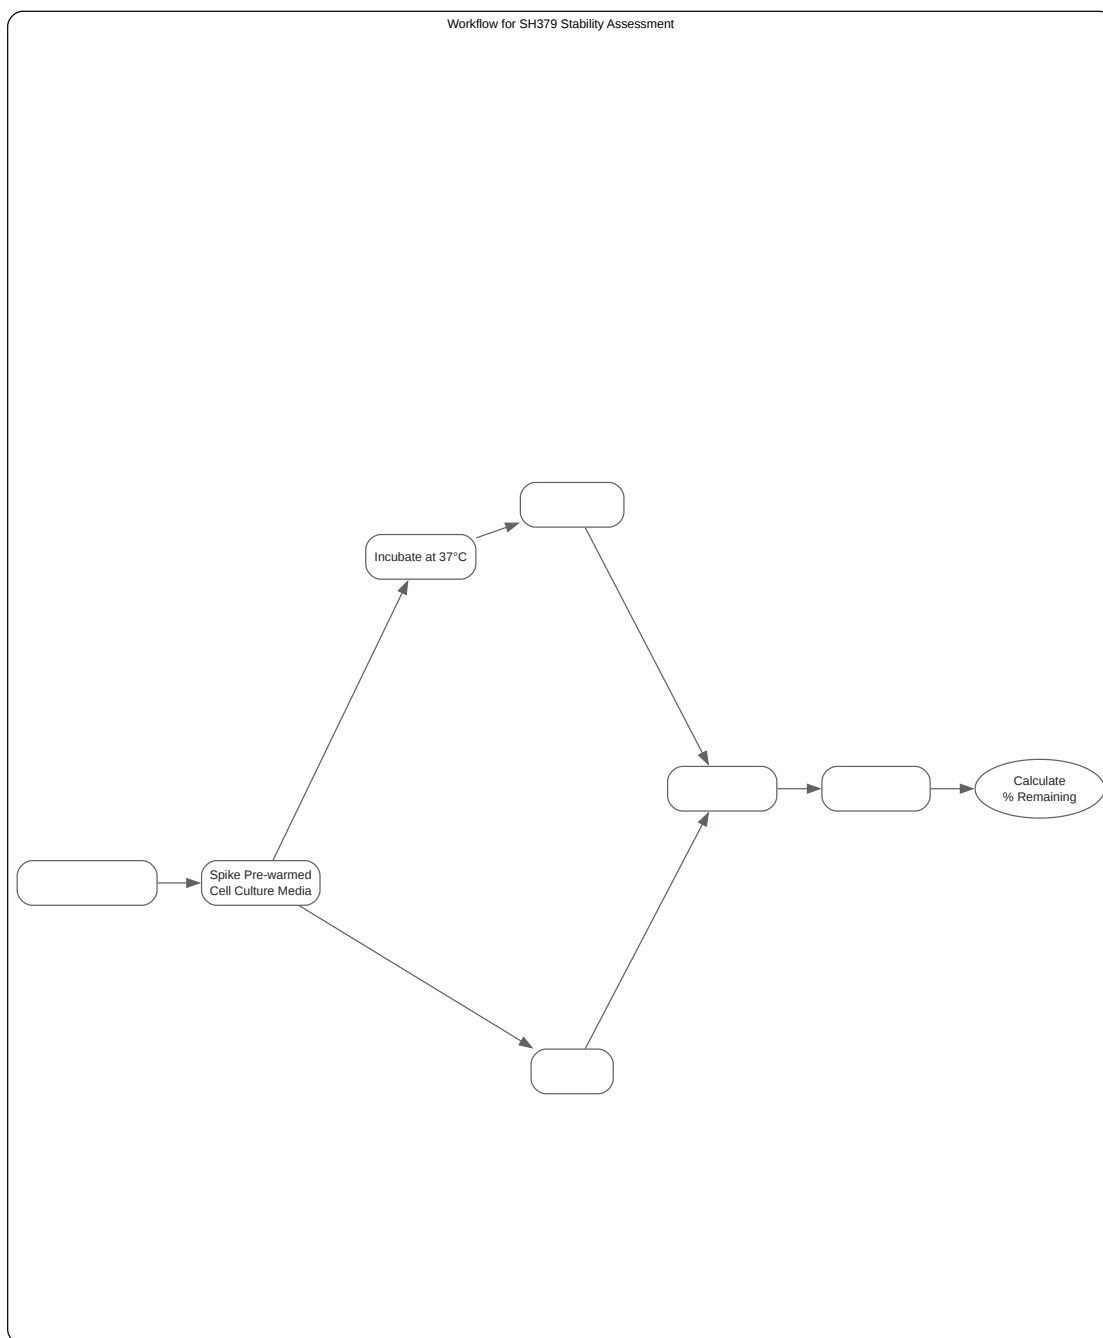 Workflow for SH379 Stability Assessment
Incubate at 37°C
Spike Pre-warmed
Cell Culture Media
Calculate
% Remaining